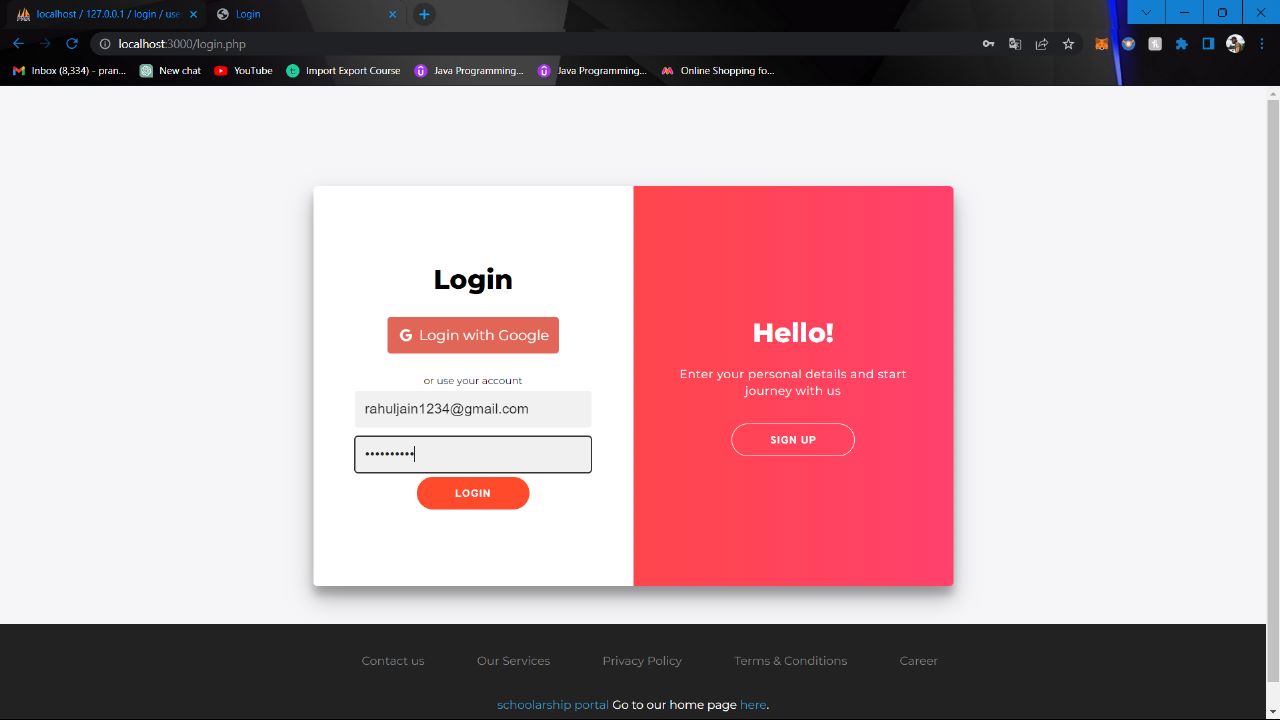 localhost / 127.0.0.1 / login / use
Login
localhost:3000/login.php
Inbox (8,334) - pran...
New chat
YouTube
Import Export Course
Java Programming...
Java Programming...
Online Shopping fo...
Login
G Login with Google
or use your account
rahuljain1234@gmail.com
••••••••••
LOGIN
Hello!
Enter your personal details and start
journey with us
SIGN UP
Contact us
Our Services
Privacy Policy
Terms & Conditions
Career
schoolarship portal Go to our home page here.